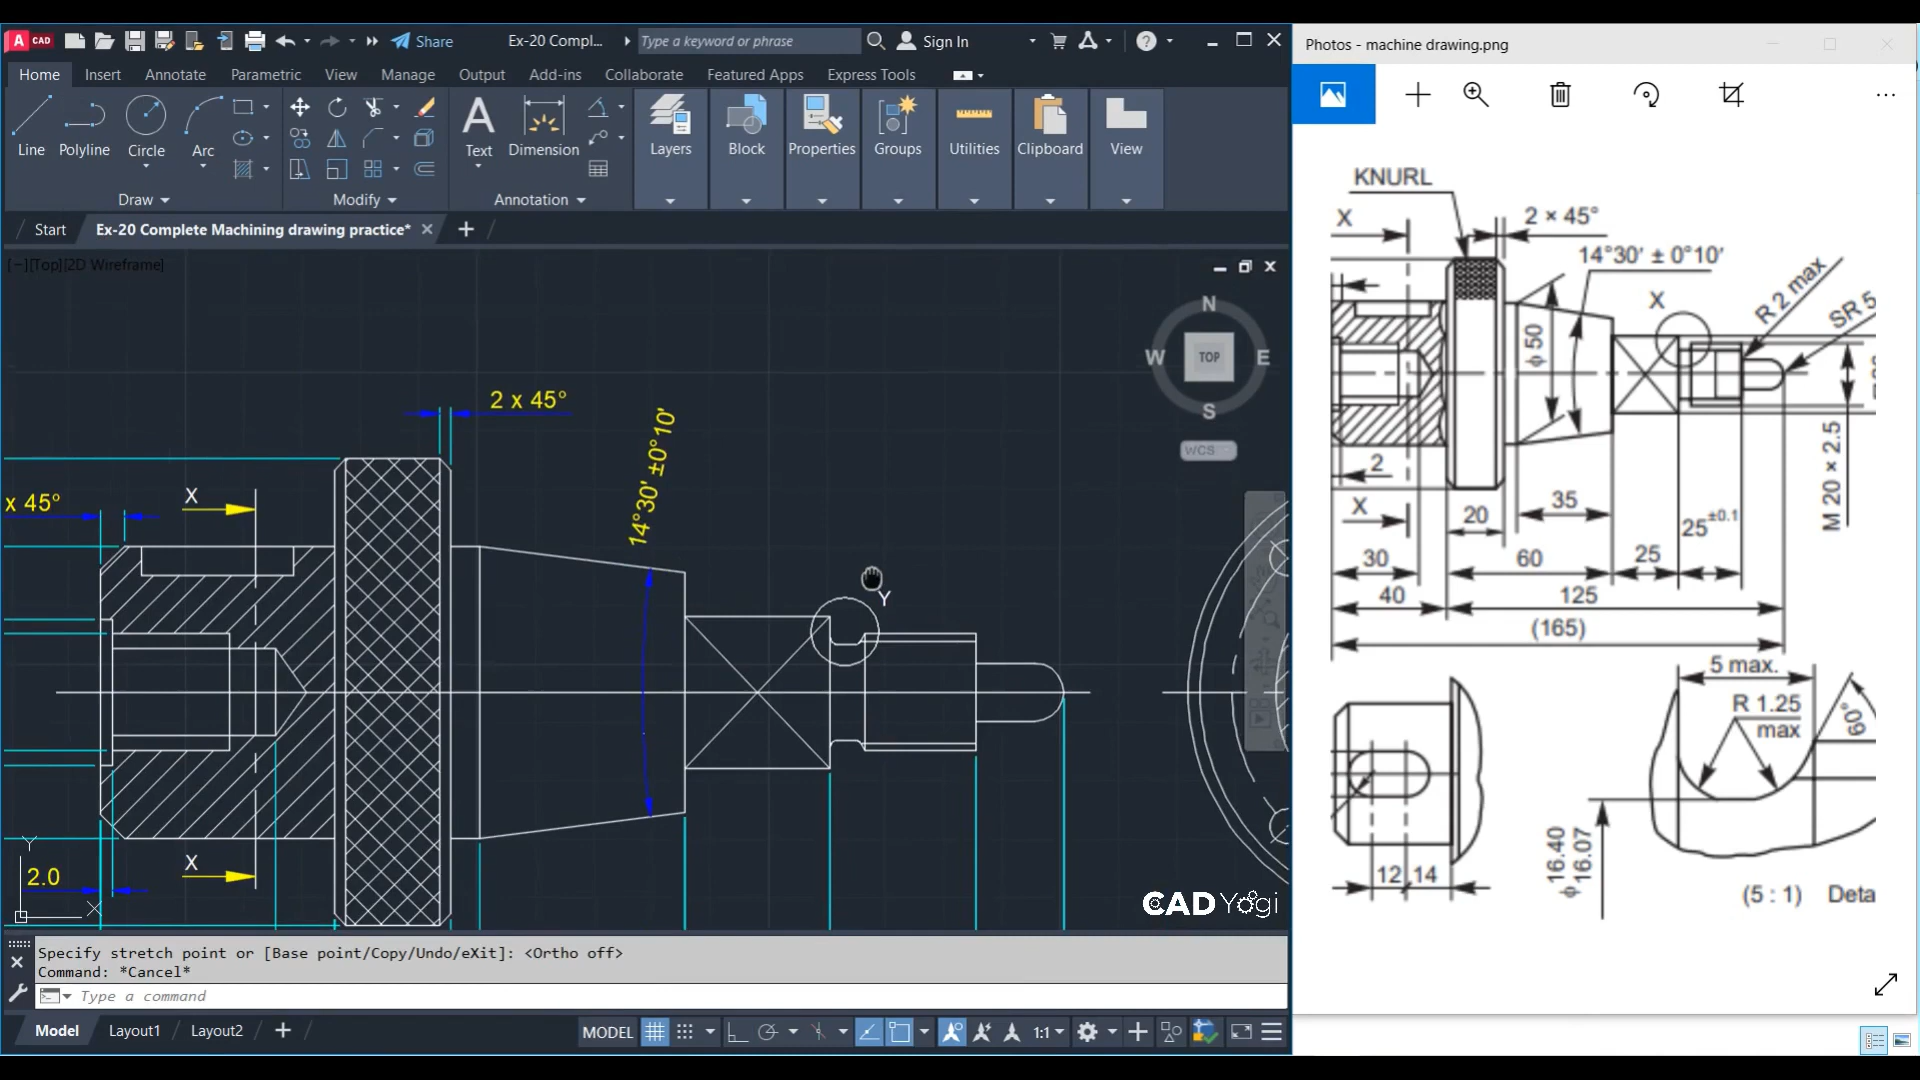 A CAD
Share
Ex-20 Compl...
Type a keyword or phrase
Sign In
Home
Insert
Annotate
Parametric
View
Manage
Output
Add-ins
Collaborate
Featured Apps
Express Tools
Line
Polyline
Circle
Arc
Text
Dimension
Layers
Block
Properties
Groups
Utilities
Clipboard
View
Draw
Modify
Annotation
Start
Ex-20 Complete Machining drawing practice*
[−][Top][2D Wireframe]
N
W
TOP
E
S
WCS
2 x 45°
14°30' ±0°10'
x 45°
X
Y
X
2.0
Y
X
CAD Yogi
Specify stretch point or [Base point/Copy/Undo/eXit]: <Ortho off>
Command: *Cancel*
Type a command
Model
Layout1
Layout2
MODEL
1:1
Photos - machine drawing.png
KNURL
X
2 × 45°
14°30′ ± 0°10′
X
R 2 max
SR 5
ϕ 50
M 20 × 2.5
2
X
20
35
25 ±0.1
30
60
25
40
125
(165)
5 max.
R 1.25
max
60°
ϕ 16.40
16.07
12
14
(5 : 1)
Deta